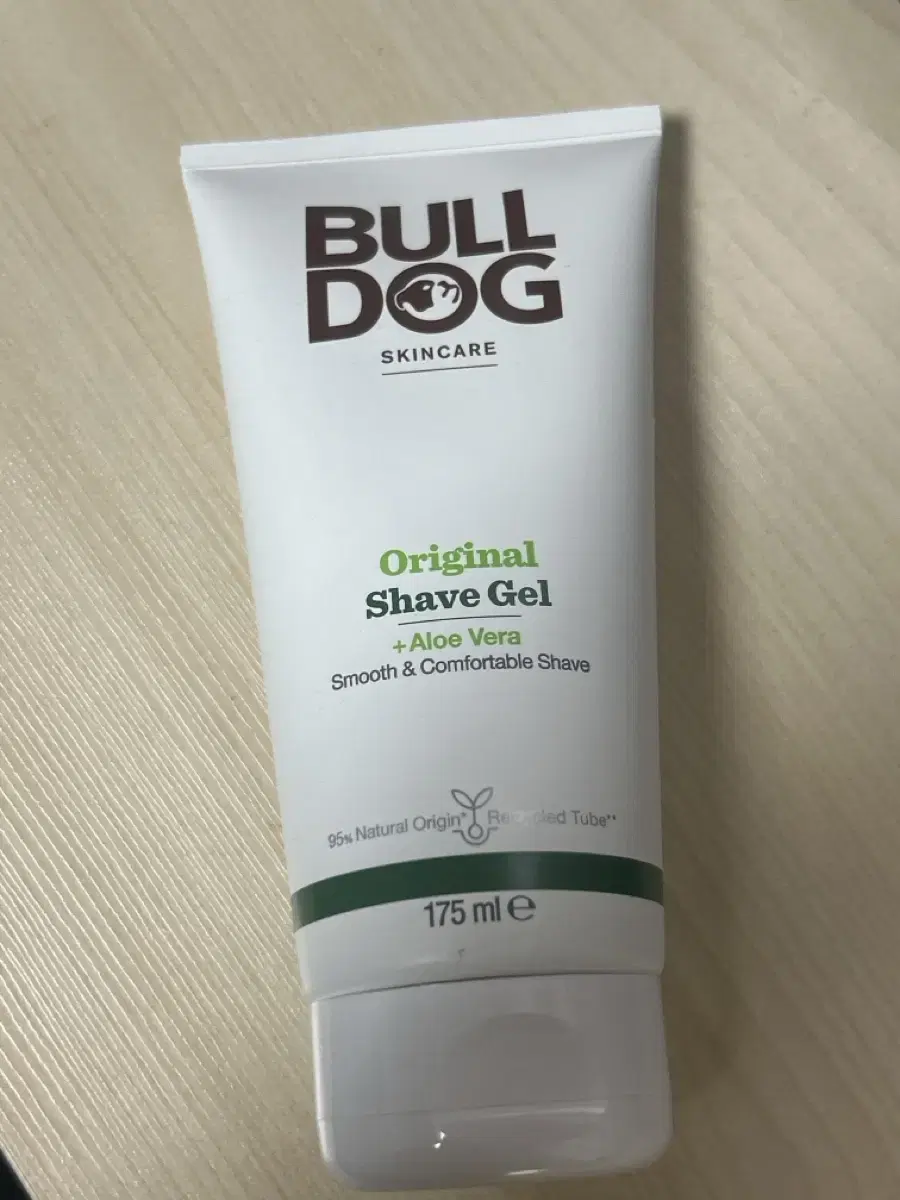 BULL
DOG
SKINCARE
Original
Shave Gel
+ Aloe Vera
Smooth & Comfortable Shave
95% Natural Origin* Tube**
175 ml ℮